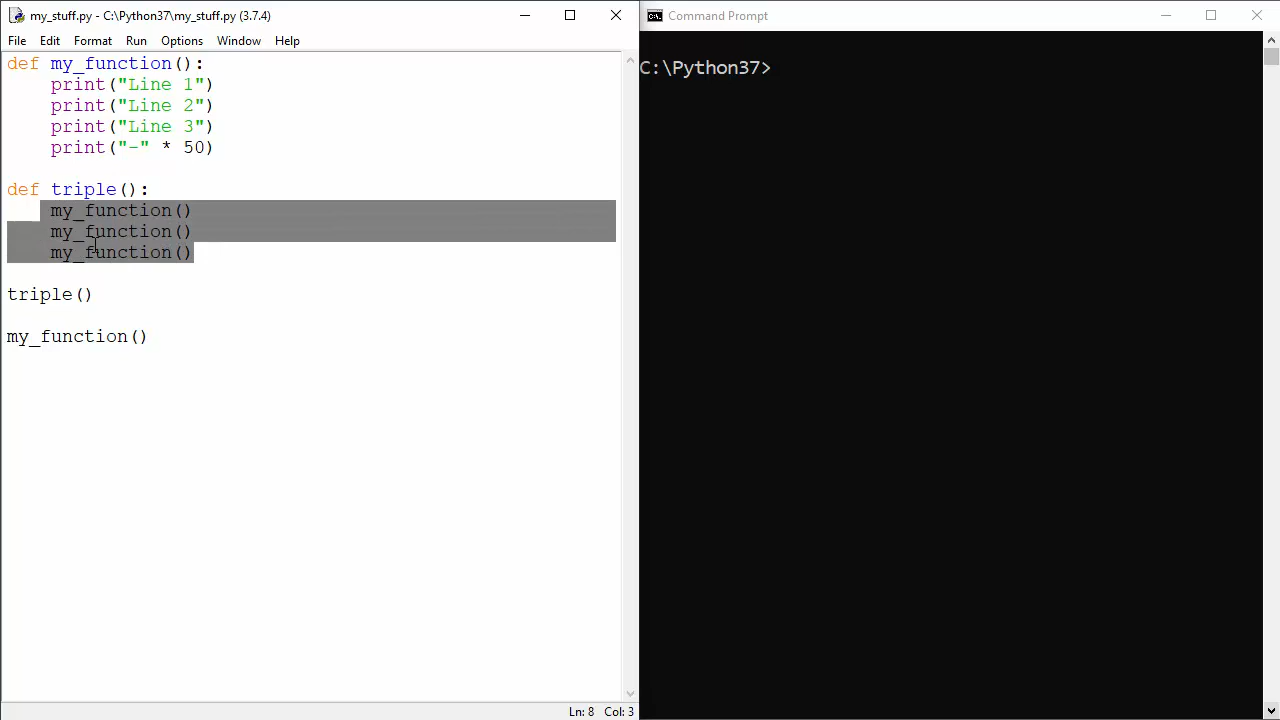 my_stuff.py - C:\Python37\my_stuff.py (3.7.4)
File Edit Format Run Options Window Help
def my_function():
    print("Line 1")
    print("Line 2")
    print("Line 3")
    print("-" * 50)
def triple():
    my_function()
    my_function()
    my_function()
triple()
my_function()
Ln: 8 Col: 3
Command Prompt
C:\Python37>